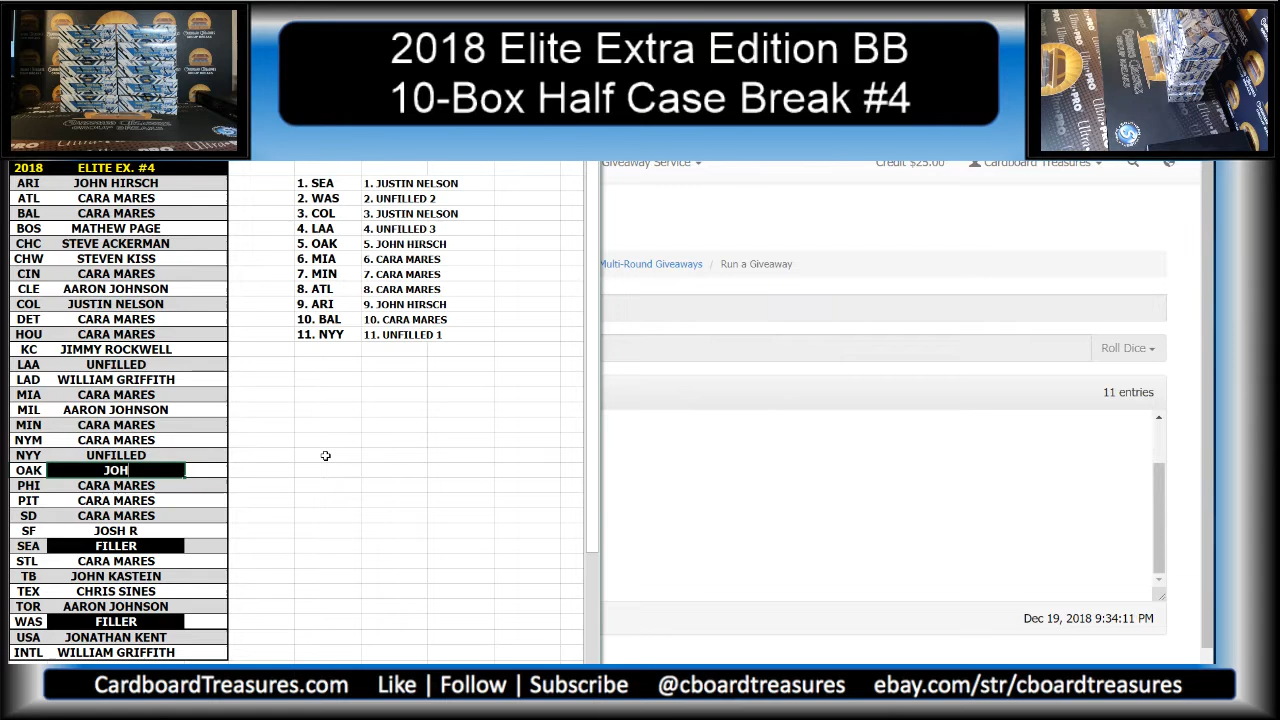 2018 Elite Extra Edition BB
10-Box Half Case Break #4
2018 ELITE EX. #4
ARI JOHN HIRSCH
ATL CARA MARES
BAL CARA MARES
BOS MATHEW PAGE
CHC STEVE ACKERMAN
CHW STEVEN KISS
CIN CARA MARES
CLE AARON JOHNSON
COL JUSTIN NELSON
DET CARA MARES
HOU CARA MARES
KC JIMMY ROCKWELL
LAA UNFILLED
LAD WILLIAM GRIFFITH
MIA CARA MARES
MIL AARON JOHNSON
MIN CARA MARES
NYM CARA MARES
NYY UNFILLED
OAK JOH
PHI CARA MARES
PIT CARA MARES
SD CARA MARES
SF JOSH R
SEA FILLER
STL CARA MARES
TB JOHN KASTEIN
TEX CHRIS SINES
TOR AARON JOHNSON
WAS FILLER
USA JONATHAN KENT
INTL WILLIAM GRIFFITH
1. SEA 1. JUSTIN NELSON
2. WAS 2. UNFILLED 2
3. COL 3. JUSTIN NELSON
4. LAA 4. UNFILLED 3
5. OAK 5. JOHN HIRSCH
6. MIA 6. CARA MARES
7. MIN 7. CARA MARES
8. ATL 8. CARA MARES
9. ARI 9. JOHN HIRSCH
10. BAL 10. CARA MARES
11. NYY 11. UNFILLED 1
Giveaway Service Credit $25.00 Cardboard Treasures
Multi-Round Giveaways / Run a Giveaway
Roll Dice
11 entries
Dec 19, 2018 9:34:11 PM
CardboardTreasures.com Like | Follow | Subscribe @cboardtreasures ebay.com/str/cboardtreasures